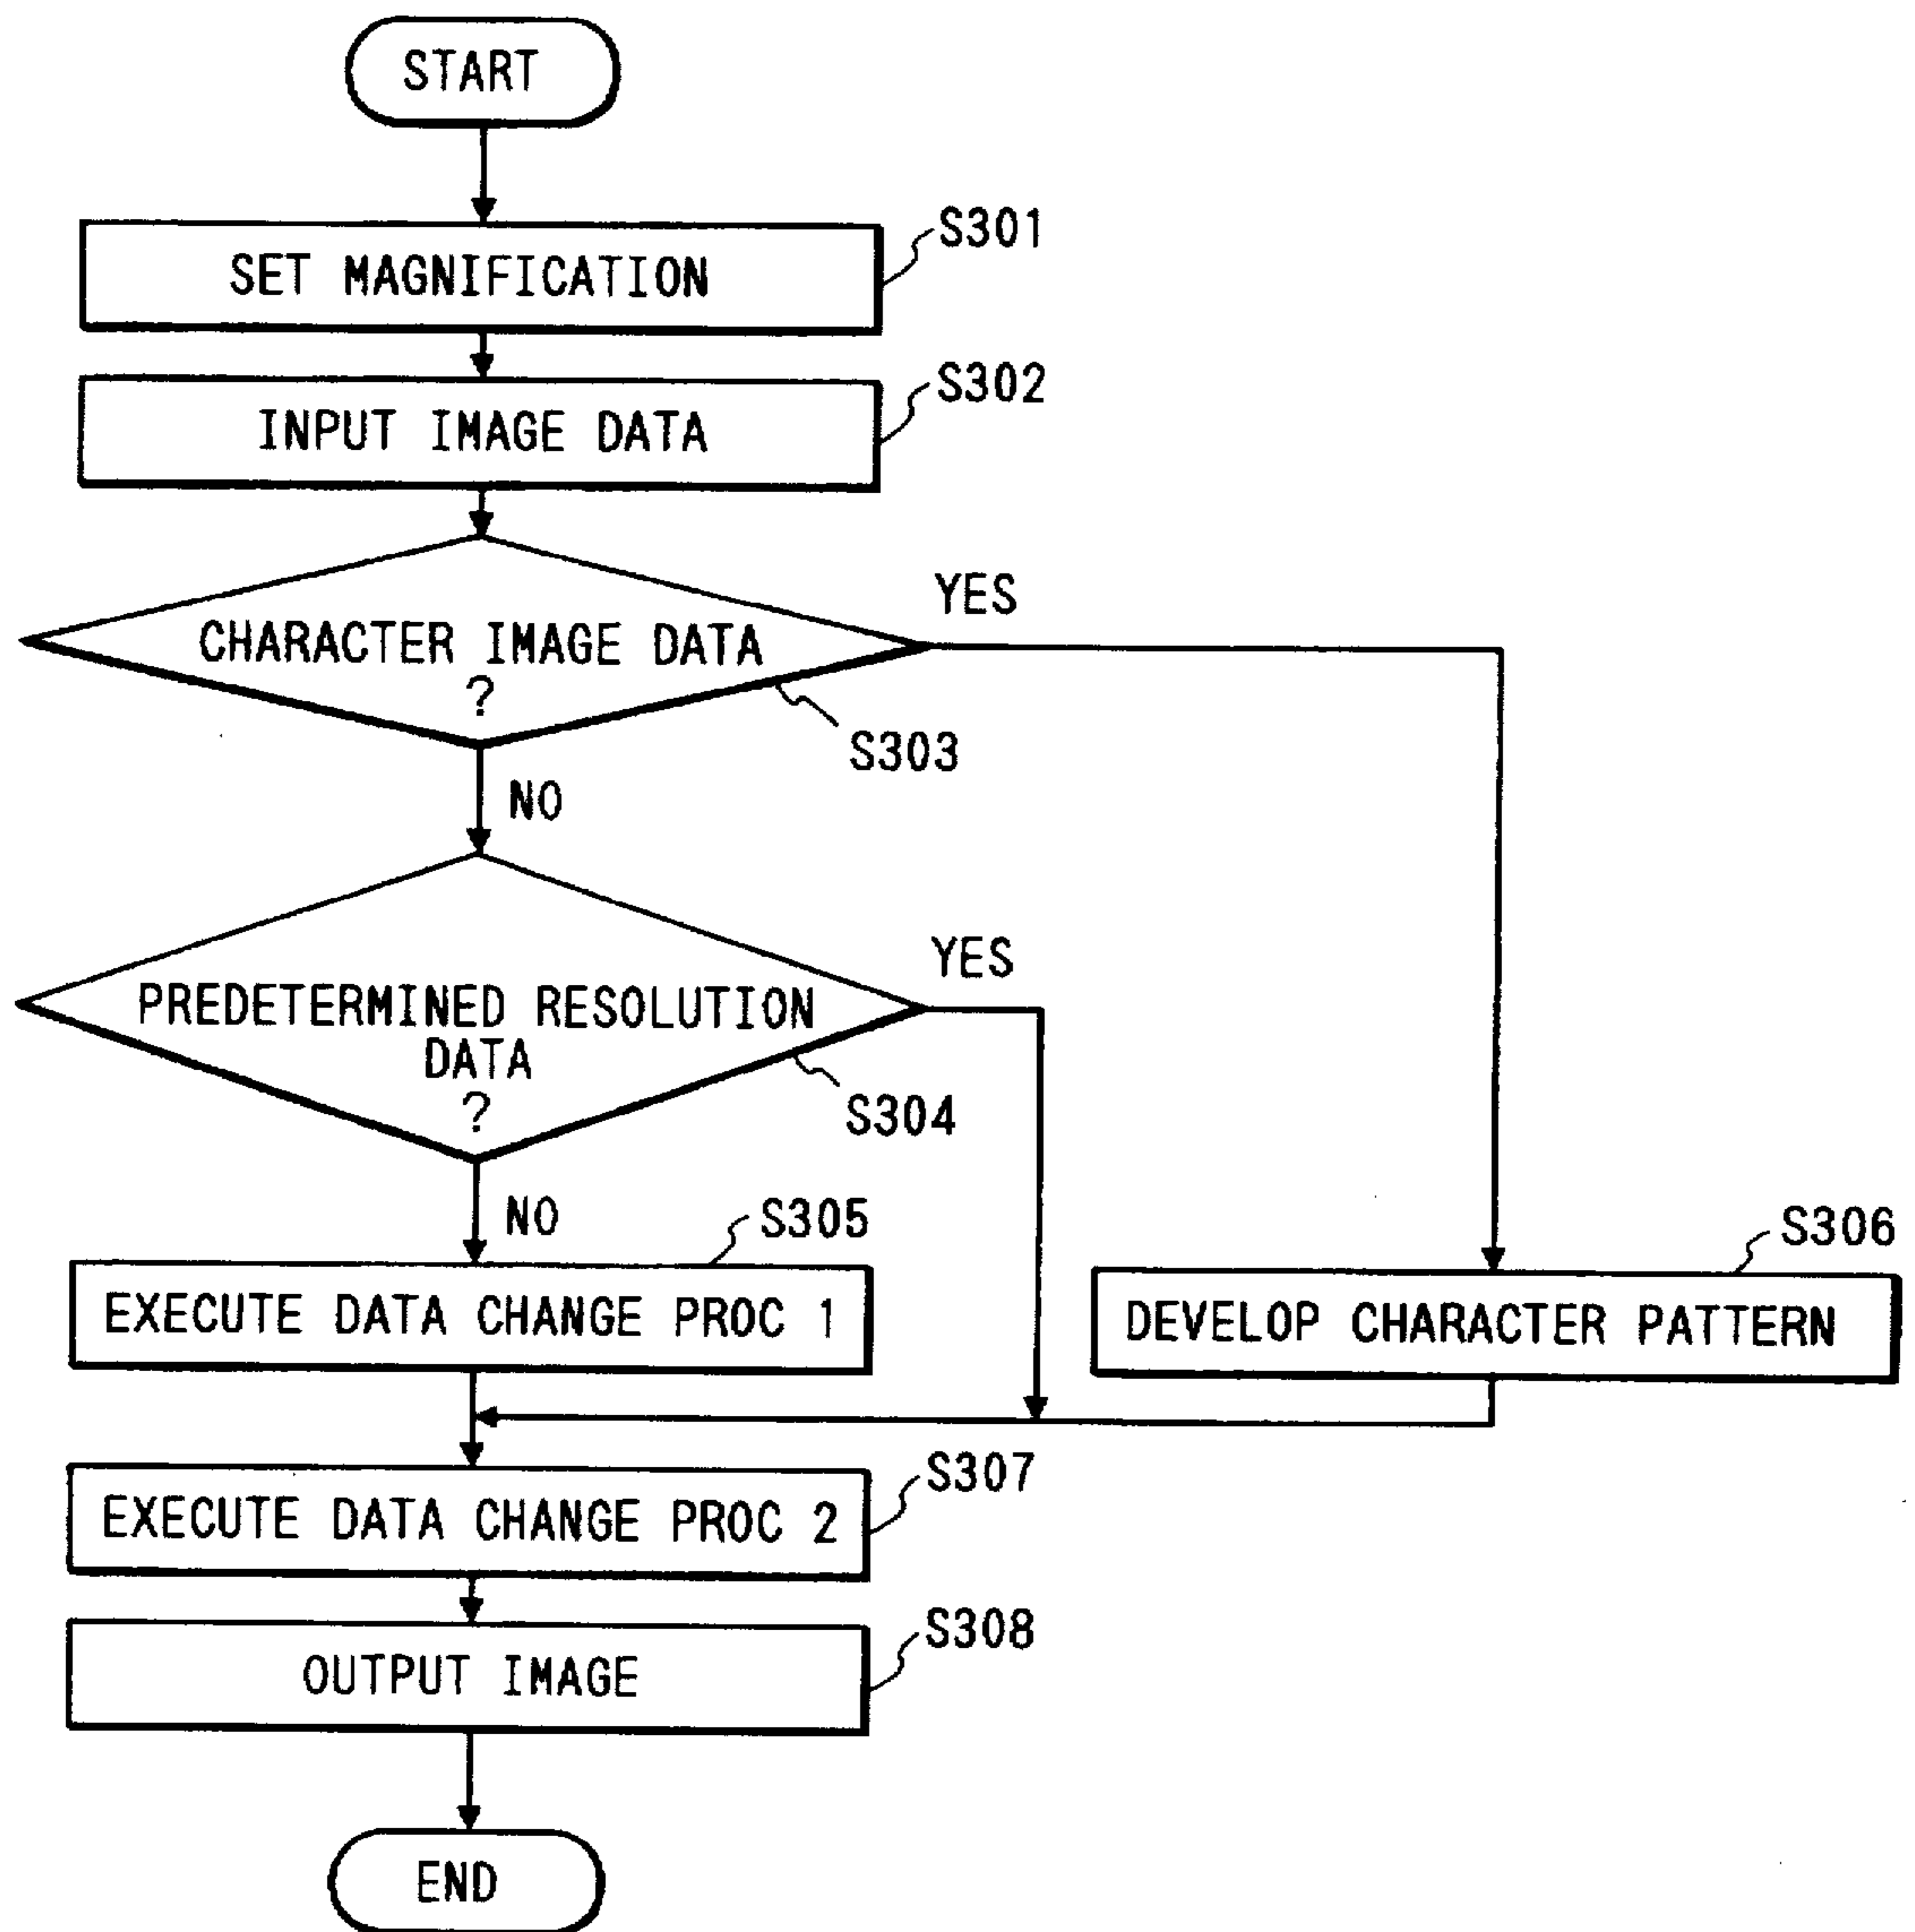 START
SET MAGNIFICATION
S301
INPUT IMAGE DATA
S302
CHARACTER IMAGE DATA
?
YES
S303
NO
PREDETERMINED RESOLUTION
DATA
?
YES
S304
NO
EXECUTE DATA CHANGE PROC 1
S305
DEVELOP CHARACTER PATTERN
S306
EXECUTE DATA CHANGE PROC 2
S307
OUTPUT IMAGE
S308
END